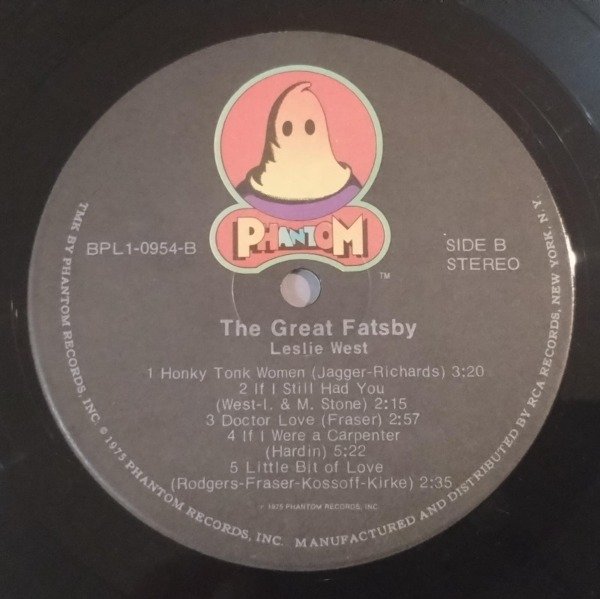 PHANTOM
TM
BPL1-0954-B
SIDE B
STEREO
The Great Fatsby
Leslie West
1 Honky Tonk Women (Jagger-Richards) 3:20
2 If I Still Had You
(West-I. & M. Stone) 2:15
3 Doctor Love (Fraser) 2:57
4 If I Were a Carpenter
(Hardin) 5:22
5 Little Bit of Love
(Rodgers-Fraser-Kossoff-Kirke) 2:35
℗ 1975 PHANTOM RECORDS, INC.
TMK BY PHANTOM RECORDS, INC. © 1975 PHANTOM RECORDS, INC. MANUFACTURED AND DISTRIBUTED BY RCA RECORDS, NEW YORK, N.Y.